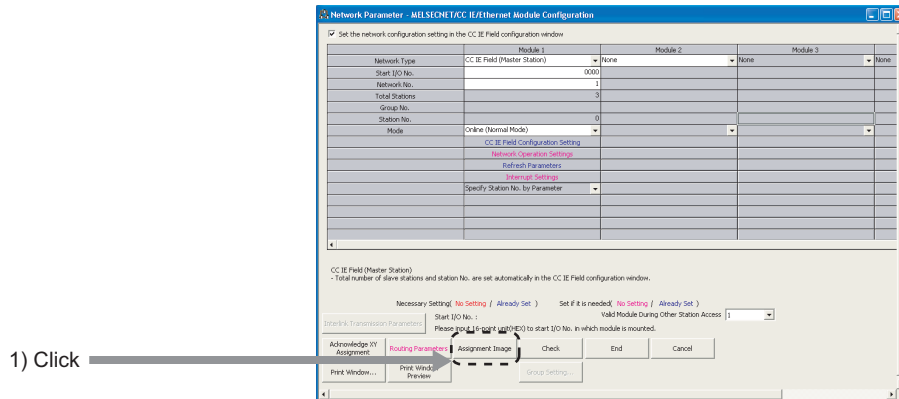 Network Parameter - MELSECNET/CC IE/Ethernet Module Configuration
Set the network configuration setting in the CC IE Field configuration window
Module 1 Module 2 Module 3
Network Type CC IE Field (Master Station) None None None
Start I/O No. 0000
Network No. 1
Total Stations 3
Group No.
Station No. 0
Mode Online (Normal Mode)
CC IE Field Configuration Setting
Network Operation Settings
Refresh Parameters
Interrupt Settings
Specify Station No. by Parameter
CC IE Field (Master Station)
- Total number of slave stations and station No. are set automatically in the CC IE Field configuration window.
Necessary Setting( No Setting / Already Set ) Set if it is needed( No Setting / Already Set )
Interlink Transmission Parameters Start I/O No. : Valid Module During Other Station Access 1
Please input 16-point unit(HEX) to start I/O No. in which module is mounted.
Acknowledge XY Assignment Routing Parameters Assignment Image Check End Cancel
1) Click
Print Window... Print Window Preview Group Setting...